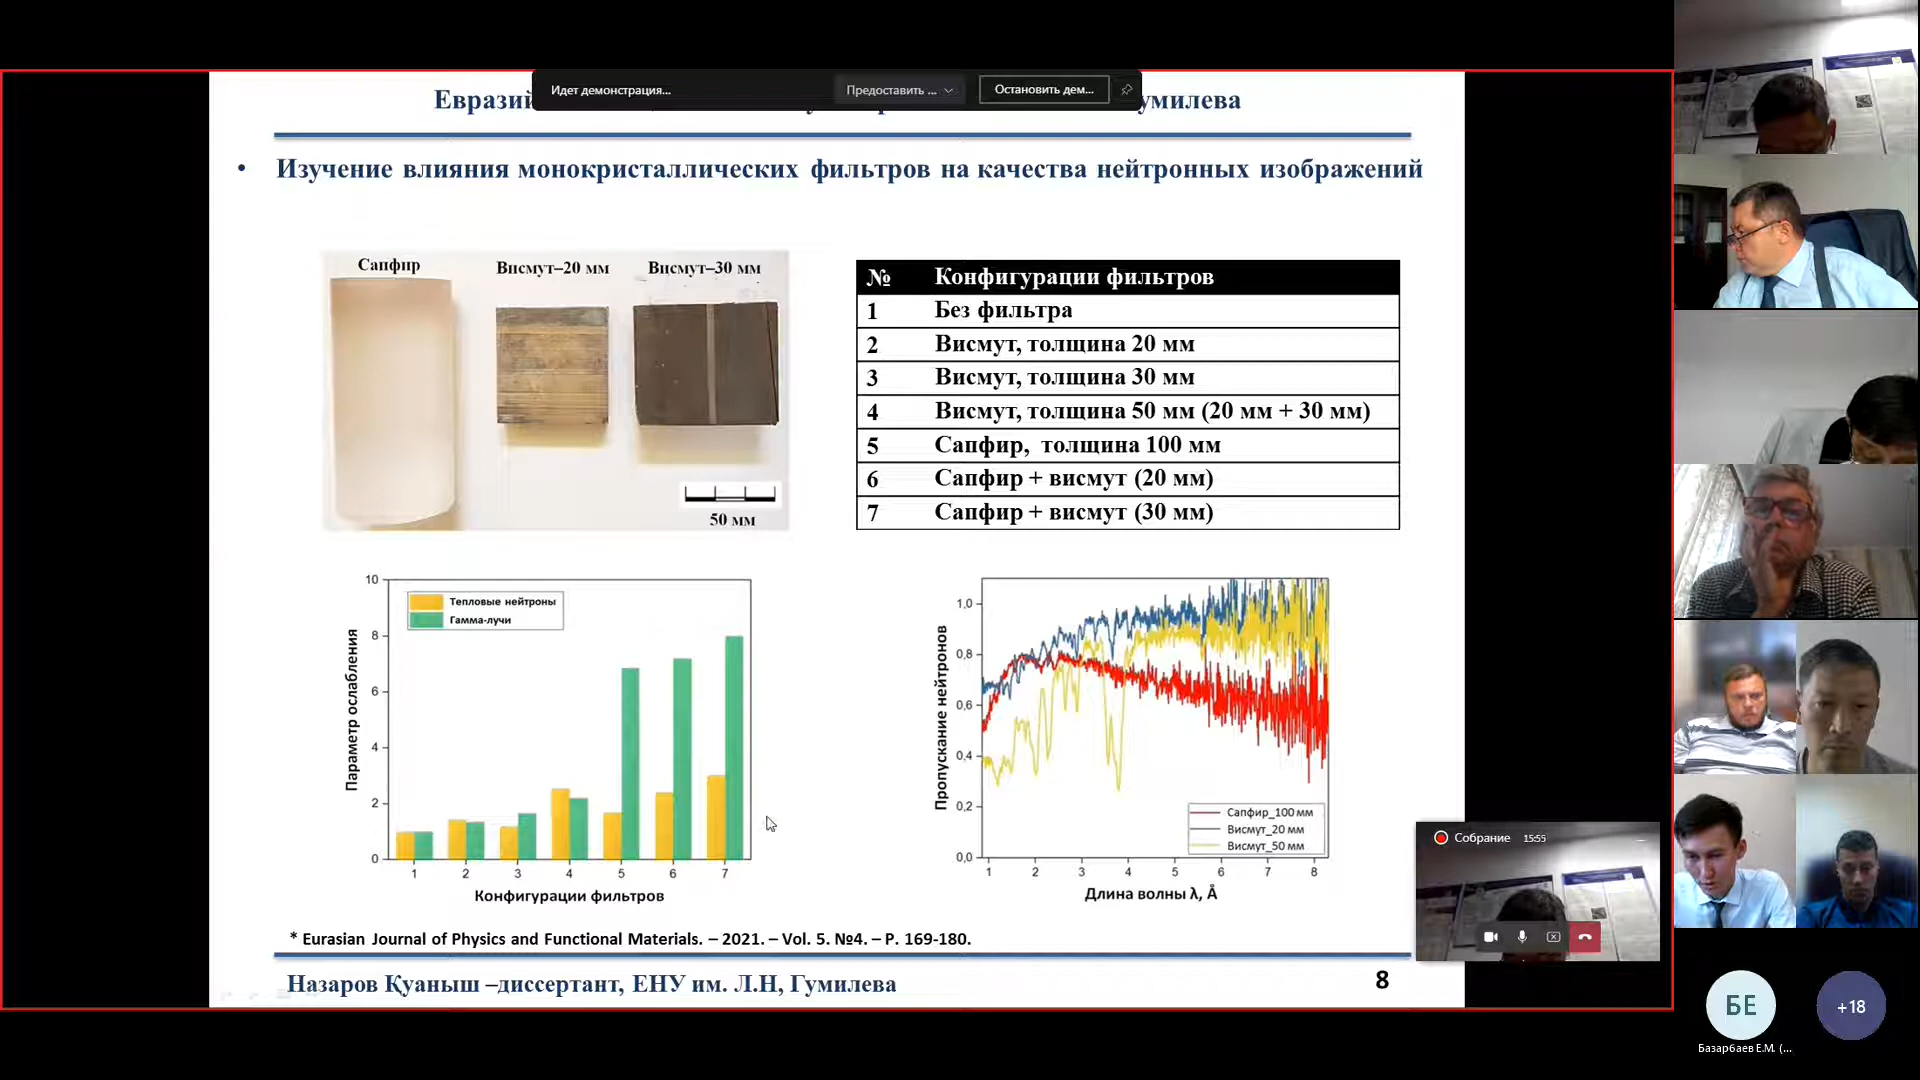 Идет демонстрация...
Предоставить ...
Остановить дем...
умилева
• Изучение влияния монокристаллических фильтров на качества нейтронных изображений
Сапфир
Висмут–20 мм
Висмут–30 мм
50 мм
№ Конфигурации фильтров
1 Без фильтра
2 Висмут, толщина 20 мм
3 Висмут, толщина 30 мм
4 Висмут, толщина 50 мм (20 мм + 30 мм)
5 Сапфир, толщина 100 мм
6 Сапфир + висмут (20 мм)
7 Сапфир + висмут (30 мм)
Параметр ослабления
10
8
6
4
2
0
Тепловые нейтроны
Гамма-лучи
1 2 3 4 5 6 7
Конфигурации фильтров
Пропускание нейтронов
1,0
0,8
0,6
0,4
0,2
0,0
Сапфир_100 мм
Висмут_20 мм
Висмут_50 мм
1 2 3 4 5 6 7 8
Длина волны λ, Å
* Eurasian Journal of Physics and Functional Materials. – 2021. – Vol. 5. №4. – P. 169-180.
Назаров Қуаныш –диссертант, ЕНУ им. Л.Н, Гумилева
8
Собрание 15:55
БЕ
+18
Базарбаев Е.М. (...